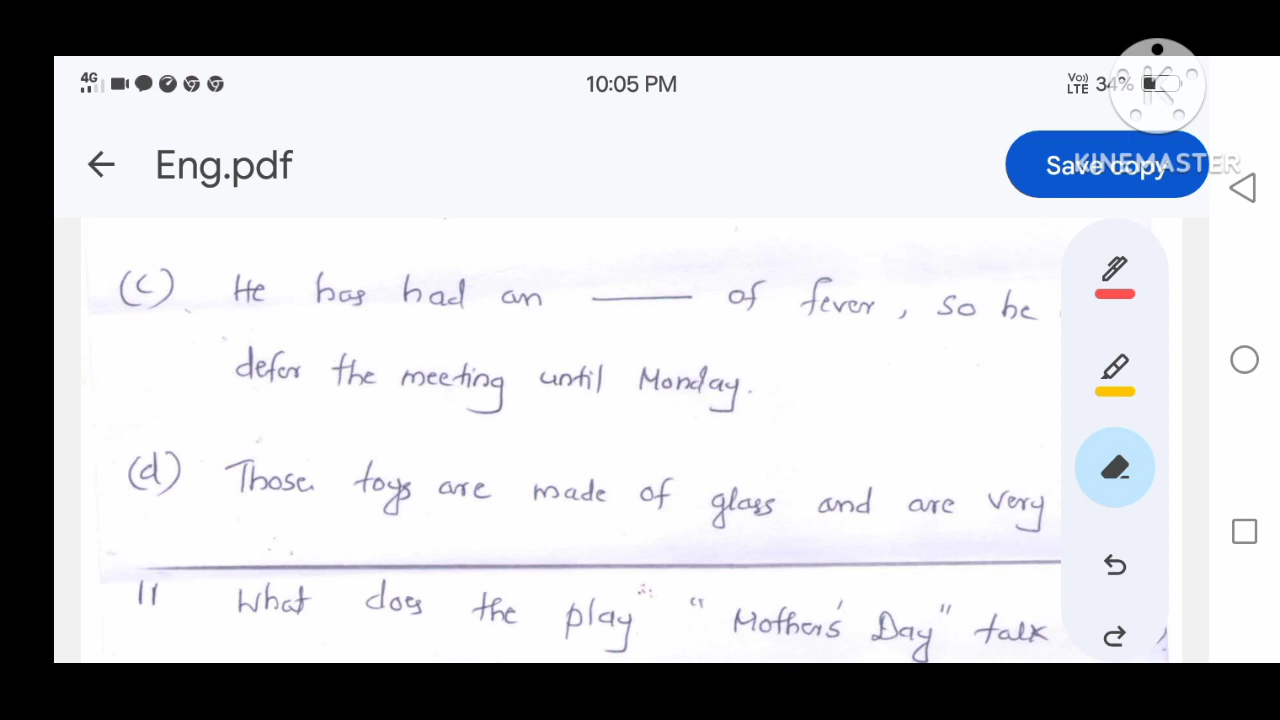 4G 10:05 PM Vo) LTE 34%
Eng.pdf Save copy
KINEMASTER
(c) He has had an ——— of fever, so he
defer the meeting until Monday.
(d) Those toys are made of glass and are very
11 What does the play "Mother's Day" talk